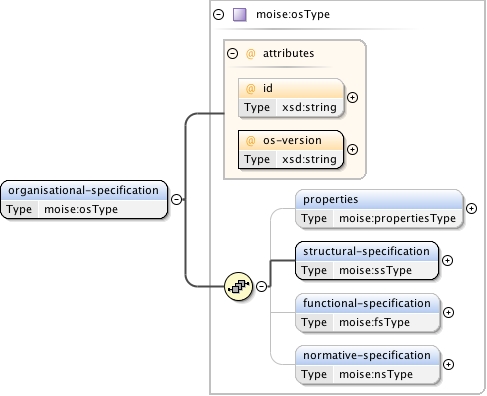 moise:osType
@ attributes
@ id
Type xsd:string
@ os-version
Type xsd:string
organisational-specification
Type moise:osType
properties
Type moise:propertiesType
structural-specification
Type moise:ssType
functional-specification
Type moise:fsType
normative-specification
Type moise:nsType